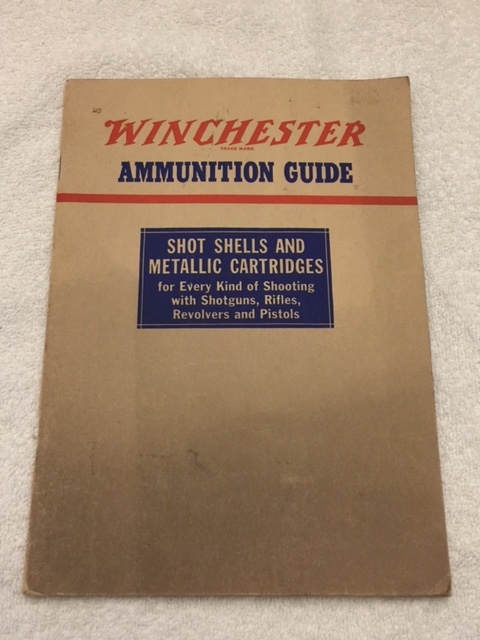 WINCHESTER
TRADE MARK
AMMUNITION GUIDE
SHOT SHELLS AND
METALLIC CARTRIDGES
for Every Kind of Shooting
with Shotguns, Rifles,
Revolvers and Pistols